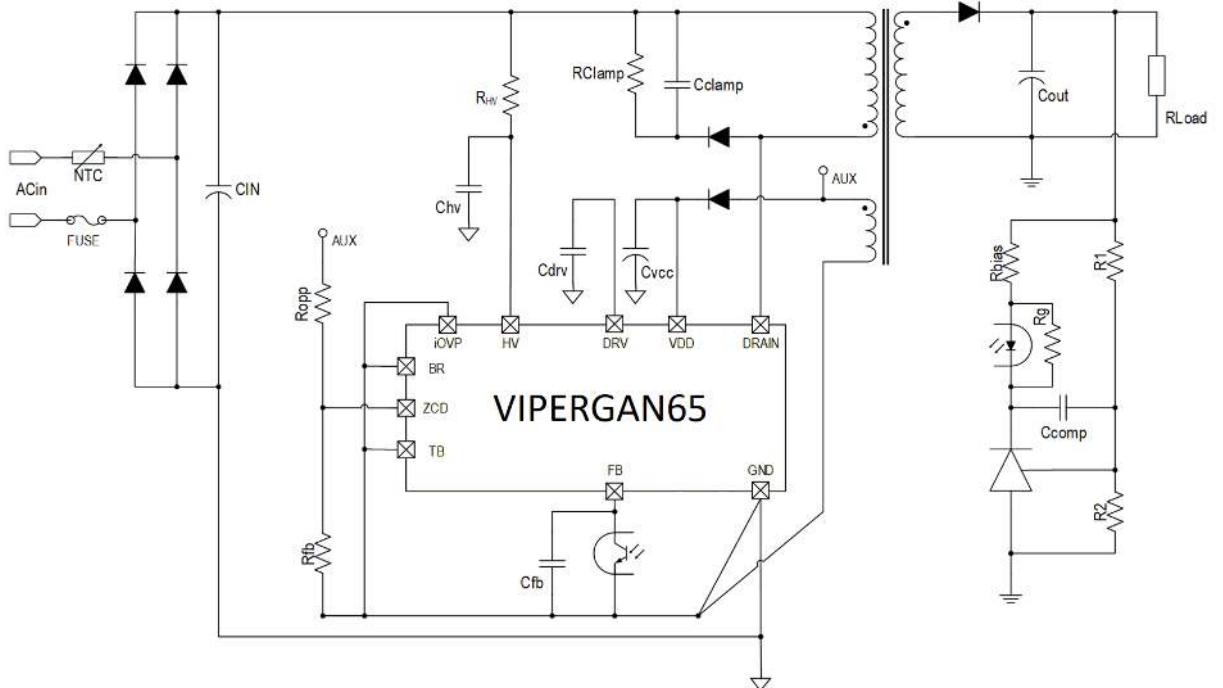 RClamp
Cclamp
RHV
Cout
RLoad
NTC
ACin
CIN
FUSE
Chv
AUX
AUX
Cdrv
Cvcc
Ropp
Rbias
R1
Rg
iOVP
HV
DRV
VDD
DRAIN
BR
ZCD
TB
VIPERGAN65
FB
GND
Ccomp
R2
Rfb
Cfb